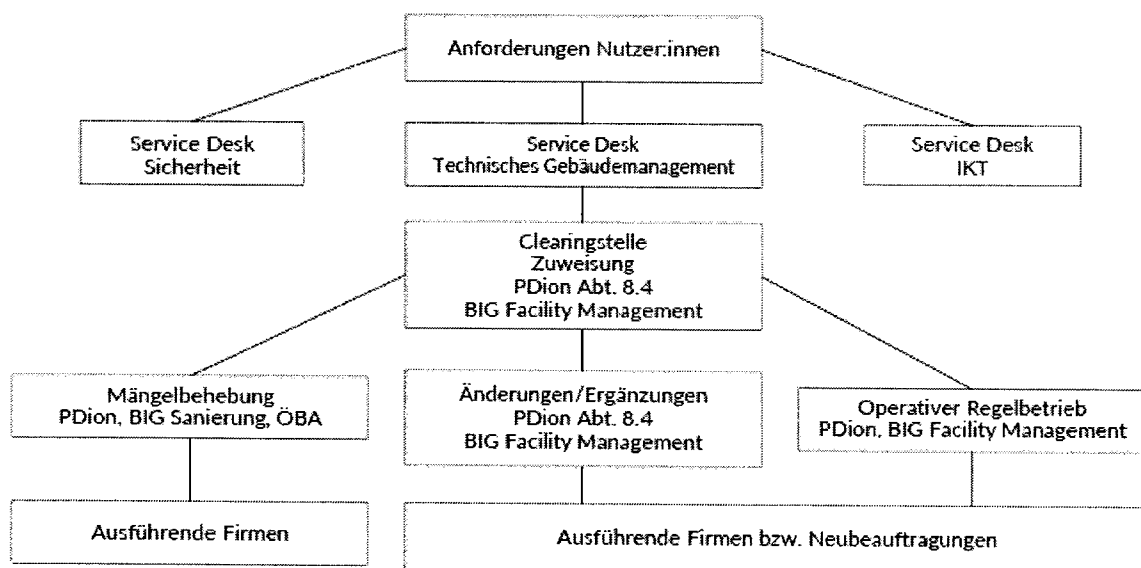 Anforderungen Nutzer:innen
Service Desk
Sicherheit
Service Desk
Technisches Gebäudemanagement
Service Desk
IKT
Clearingstelle
Zuweisung
PDion Abt. 8.4
BIG Facility Management
Mängelbehebung
PDion, BIG Sanierung, ÖBA
Änderungen/Ergänzungen
PDion Abt. 8.4
BIG Facility Management
Operativer Regelbetrieb
PDion, BIG Facility Management
Ausführende Firmen
Ausführende Firmen bzw. Neubeauftragungen